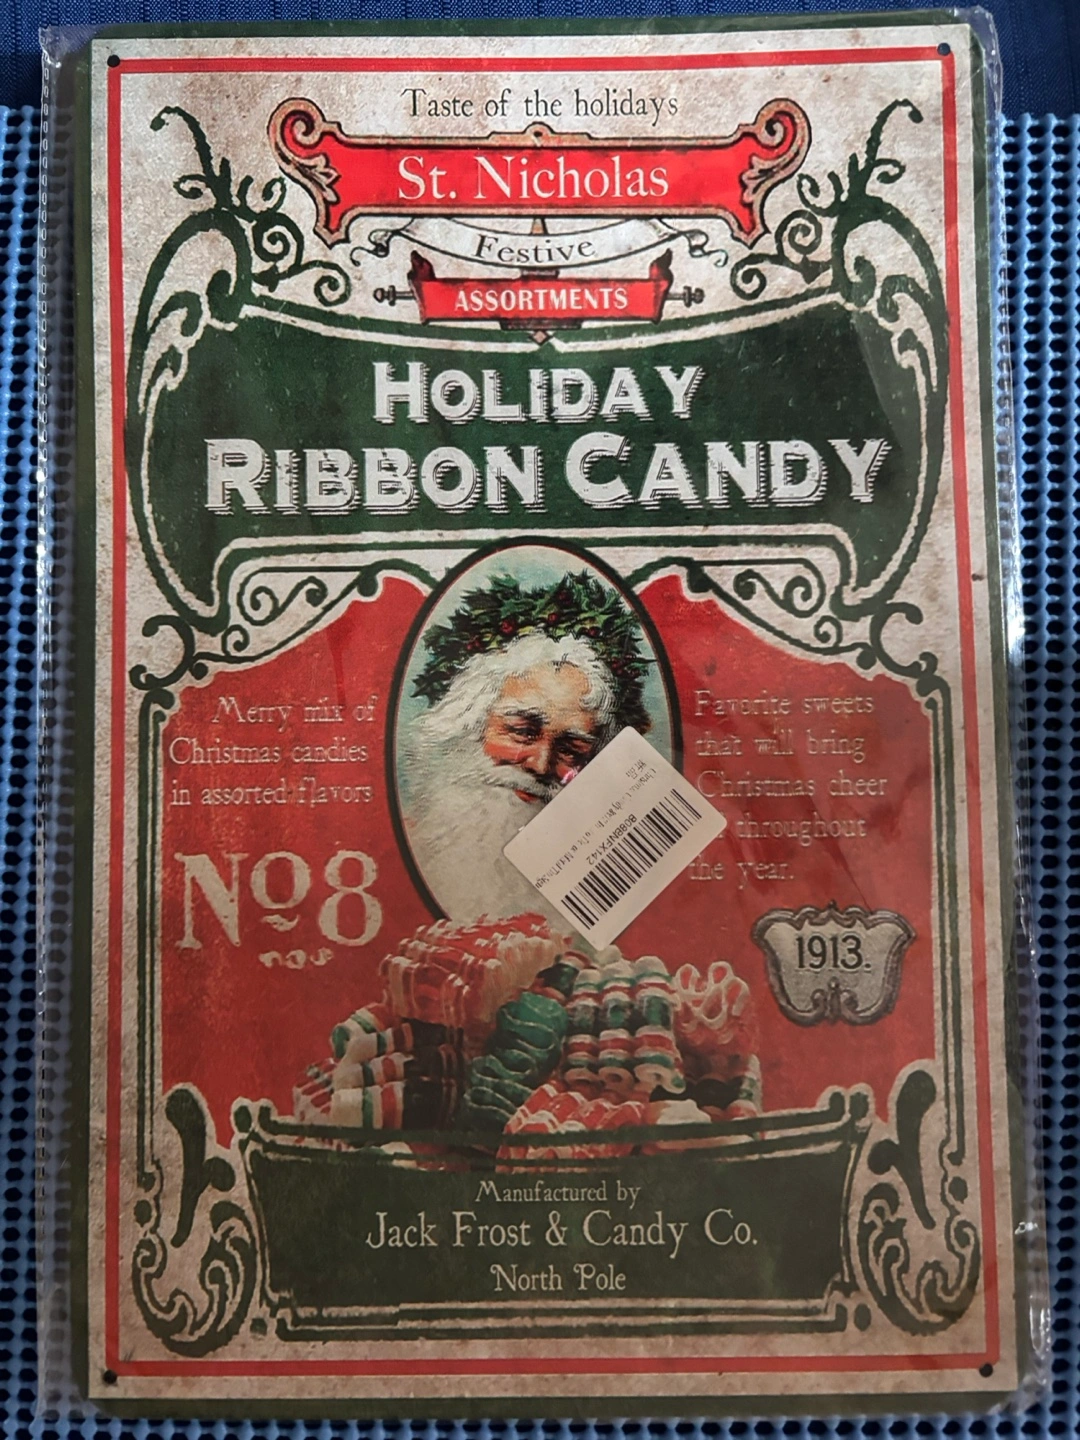 Taste of the holidays
St. Nicholas
Festive
ASSORTMENTS
HOLIDAY
RIBBON CANDY
Merry mix of
Christmas candies
in assorted flavors
No8
Favorite sweets
that will bring
Christmas cheer
throughout
the year.
1913.
808BNFX142
Manufactured by
Jack Frost & Candy Co.
North Pole